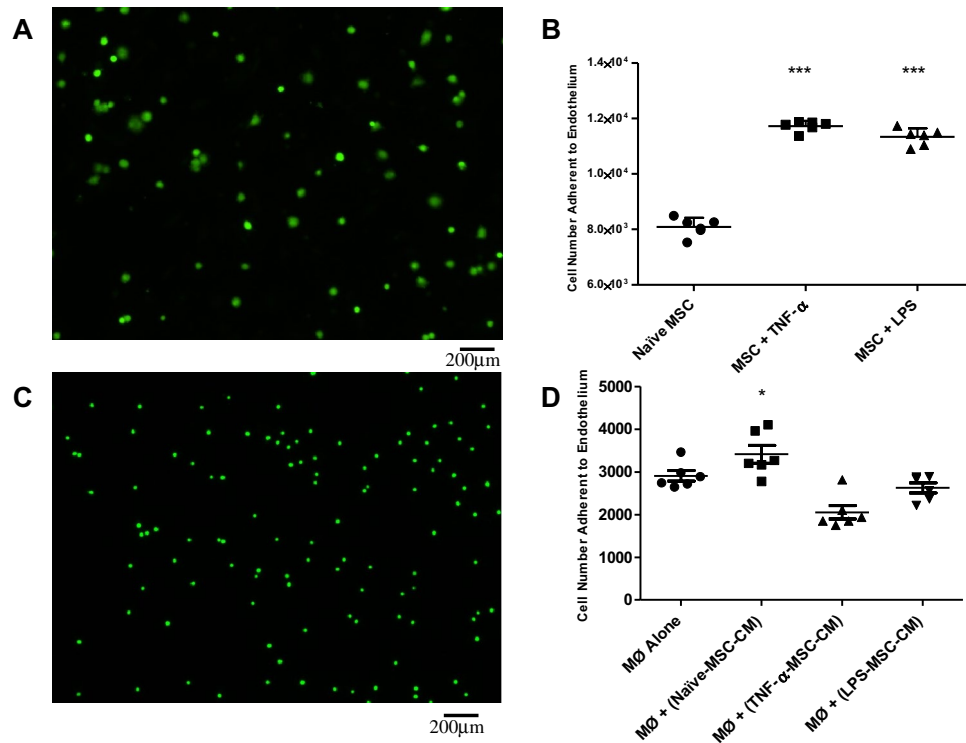 A
200μm
B
Cell Number Adherent to Endothelium
1.4×10⁴
1.2×10⁴
1.0×10⁴
8.0×10³
6.0×10³
***
***
Naïve MSC
MSC + TNF-α
MSC + LPS
C
200μm
D
Cell Number Adherent to Endothelium
5000
4000
3000
2000
1000
0
*
MØ Alone
MØ + (Naïve-MSC-CM)
MØ + (TNF-α-MSC-CM)
MØ + (LPS-MSC-CM)